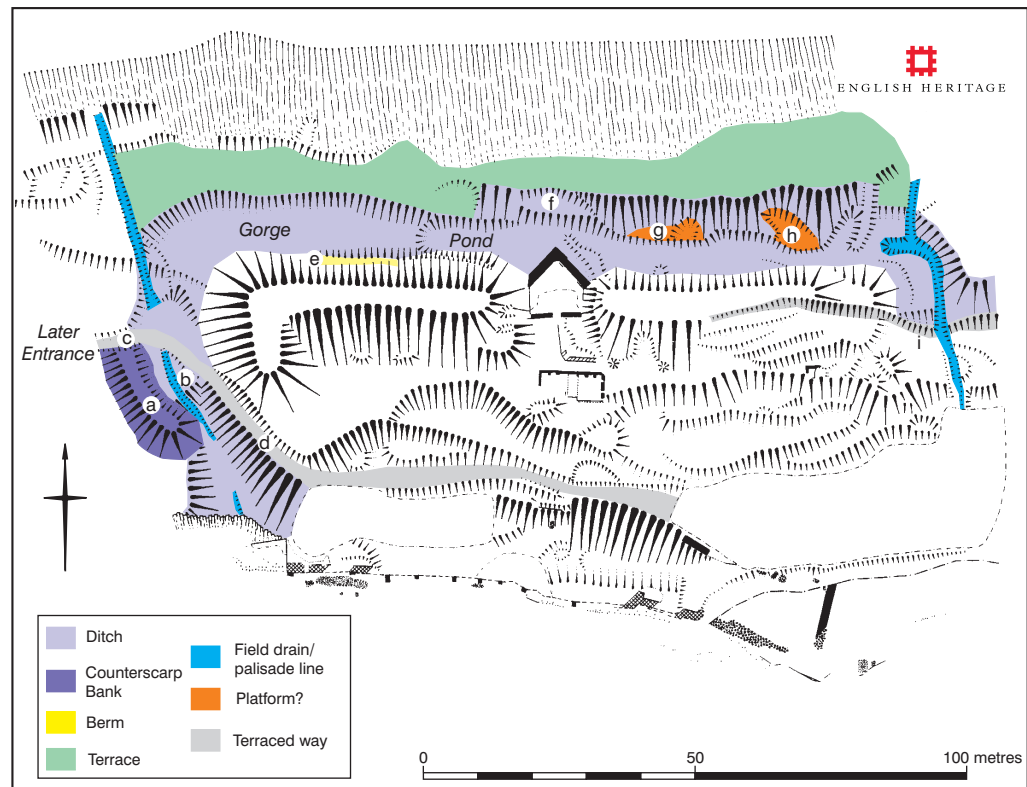 ENGLISH HERITAGE
f
Gorge
g
h
Pond
e
Later
Entrance
c
i
b
a
d
Ditch
Counterscarp
Bank
Berm
Terrace
Field drain/
palisade line
Platform?
Terraced way
0 50 100 metres